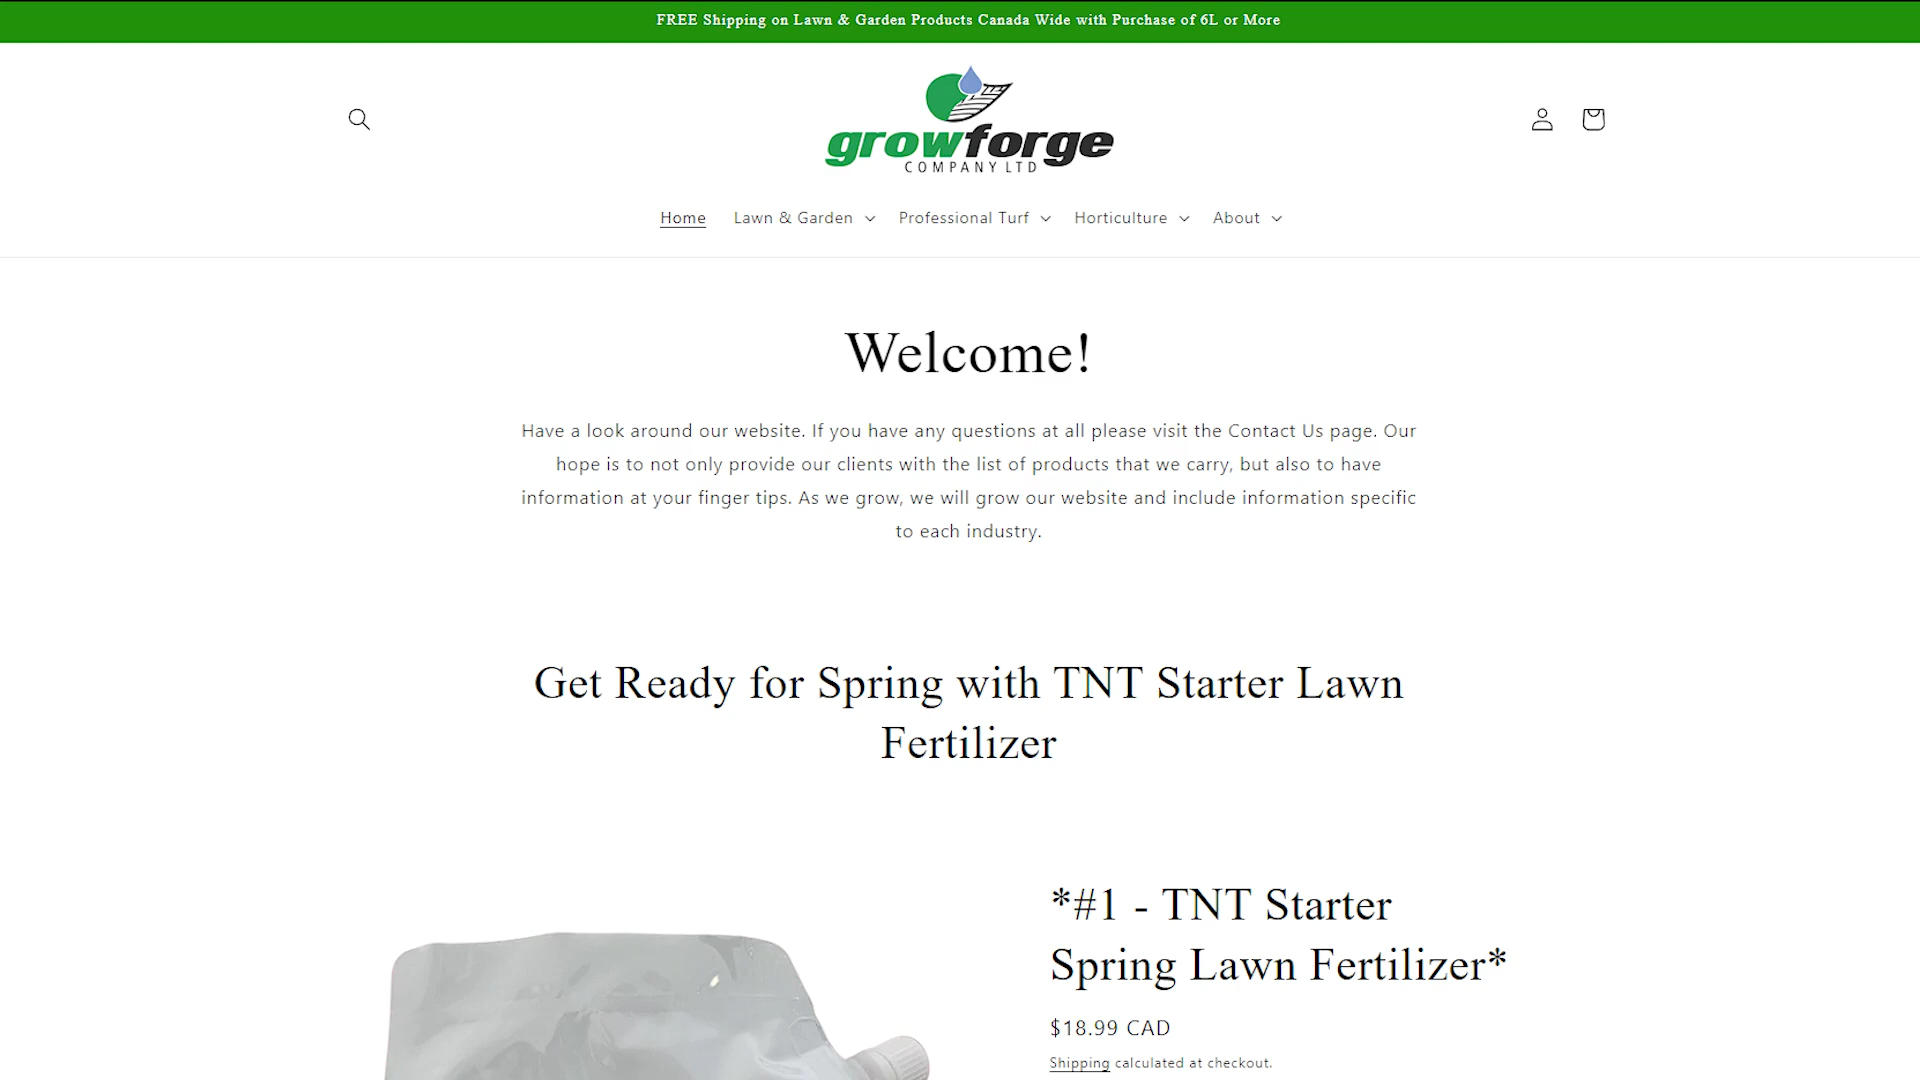 FREE Shipping on Lawn & Garden Products Canada Wide with Purchase of 6L or More
growforge
COMPANY LTD
Home Lawn & Garden Professional Turf Horticulture About
Welcome!
Have a look around our website. If you have any questions at all please visit the Contact Us page. Our
hope is to not only provide our clients with the list of products that we carry, but also to have
information at your finger tips. As we grow, we will grow our website and include information specific
to each industry.
Get Ready for Spring with TNT Starter Lawn
Fertilizer
*#1 - TNT Starter
Spring Lawn Fertilizer*
$18.99 CAD
Shipping calculated at checkout.